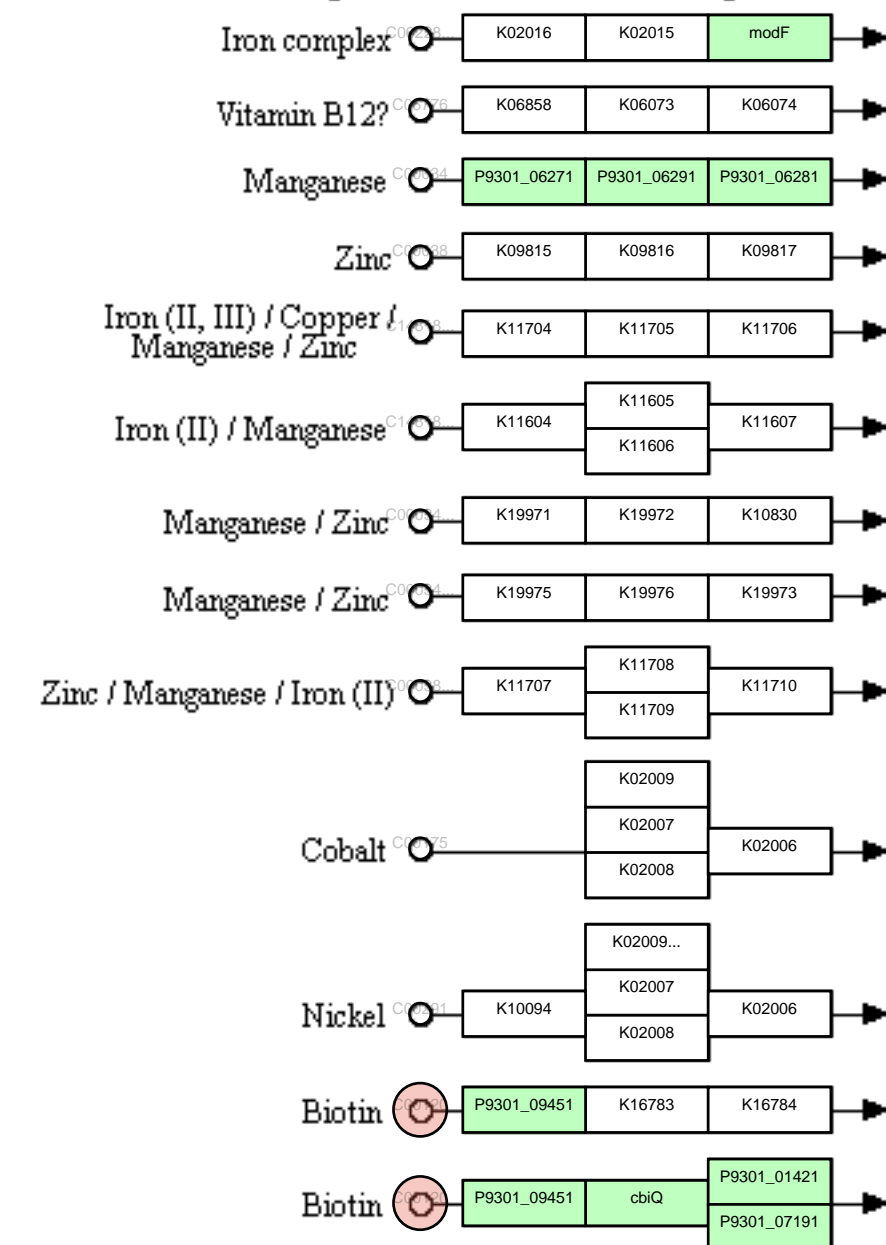 Iron complex K02016 K02015 modF
Vitamin B12? K06858 K06073 K06074
Manganese P9301_06271 P9301_06291 P9301_06281
Zinc K09815 K09816 K09817
Iron (II, III) / Copper /
Manganese / Zinc K11704 K11705 K11706
K11605
Iron (II) / Manganese K11604 K11607
K11606
Manganese / Zinc K19971 K19972 K10830
Manganese / Zinc K19975 K19976 K19973
K11708
Zinc / Manganese / Iron (II) K11707 K11710
K11709
K02009
K02007
Cobalt K02006
K02008
K02009...
K02007
Nickel K10094 K02006
K02008
Biotin P9301_09451 K16783 K16784
P9301_01421
Biotin P9301_09451 cbiQ
P9301_07191